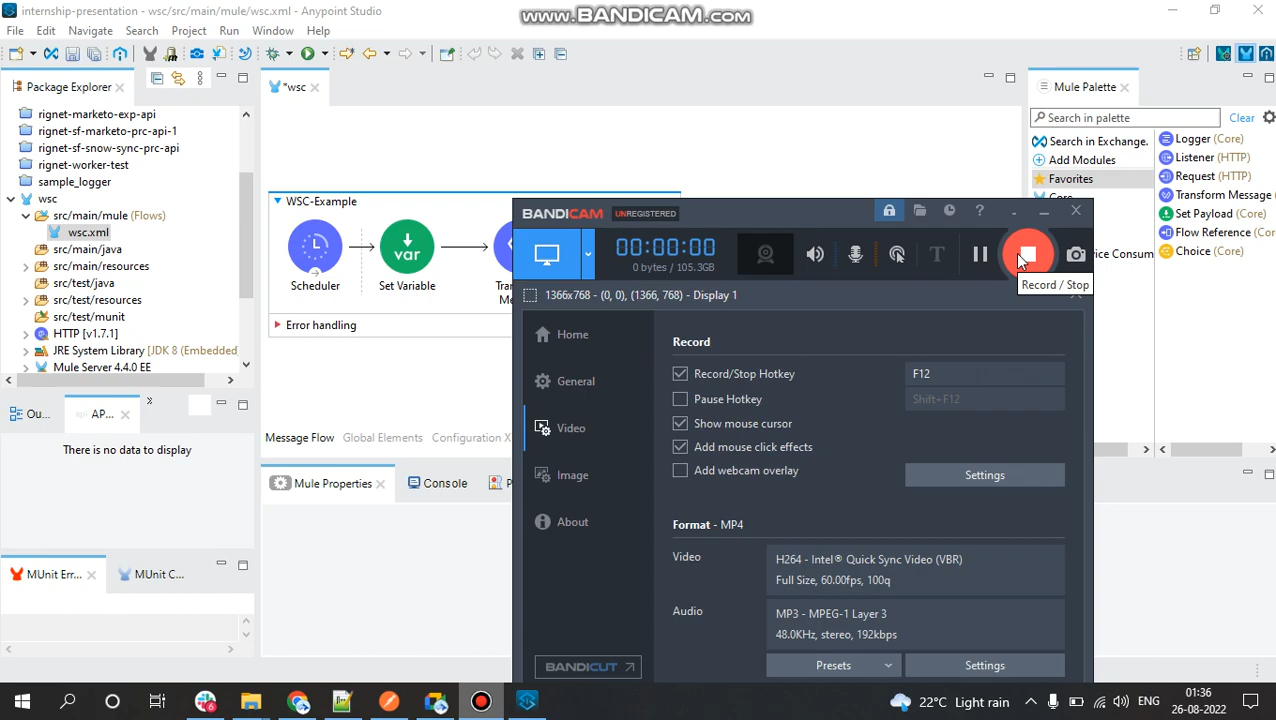 internship-presentation - wsc/src/main/mule/wsc.xml - Anypoint Studio
www.BANDICAM.com
File Edit Navigate Search Project Run Window Help
Package Explorer
rignet-marketo-exp-api
rignet-sf-marketo-prc-api-1
rignet-sf-snow-sync-prc-api
rignet-worker-test
sample_logger
wsc
src/main/mule (Flows)
wsc.xml
src/main/java
src/main/resources
src/test/java
src/test/resources
src/test/munit
HTTP [v1.7.1]
JRE System Library [JDK 8 (Embedded)
Mule Server 4.4.0 EE
Ou...
AP...
There is no data to display
MUnit Err...
MUnit C...
*wsc
WSC-Example
var
Scheduler
Set Variable
Error handling
Message Flow Global Elements Configuration X
Mule Properties
Console
P
BANDICAM UNREGISTERED
00:00:00
0 bytes / 105.3GB
Record / Stop
1366x768 - (0, 0), (1366, 768) - Display 1
Home
General
Video
Image
About
BANDICUT
Record
Record/Stop Hotkey
F12
Pause Hotkey
Shift+F12
Show mouse cursor
Add mouse click effects
Add webcam overlay
Settings
Format - MP4
Video
H264 - Intel® Quick Sync Video (VBR)
Full Size, 60.00fps, 100q
Audio
MP3 - MPEG-1 Layer 3
48.0KHz, stereo, 192kbps
Presets
Settings
Mule Palette
Search in palette
Clear
Search in Exchange.
Add Modules
Favorites
Core
Logger (Core)
Listener (HTTP)
Request (HTTP)
Transform Message
Set Payload (Core)
Flow Reference (Core)
Choice (Core)
22°C Light rain
ENG
01:36
26-08-2022